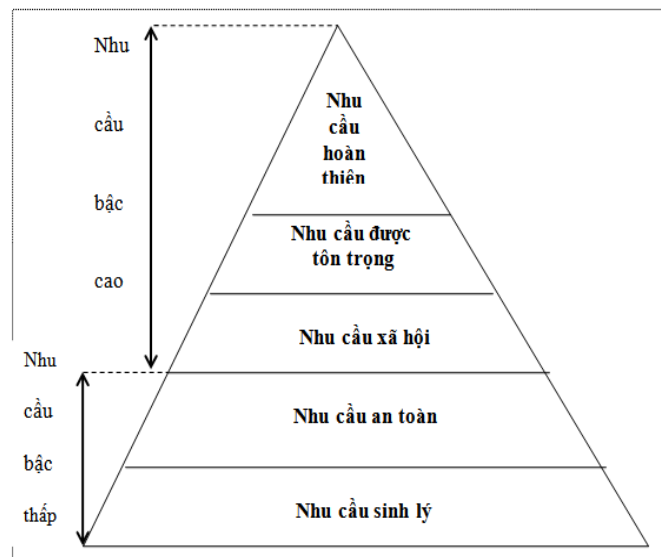 Nhu
cầu
bậc
cao
Nhu
cầu
hoàn
thiện
Nhu cầu được
tôn trọng
Nhu cầu xã hội
Nhu
cầu
bậc
thấp
Nhu cầu an toàn
Nhu cầu sinh lý